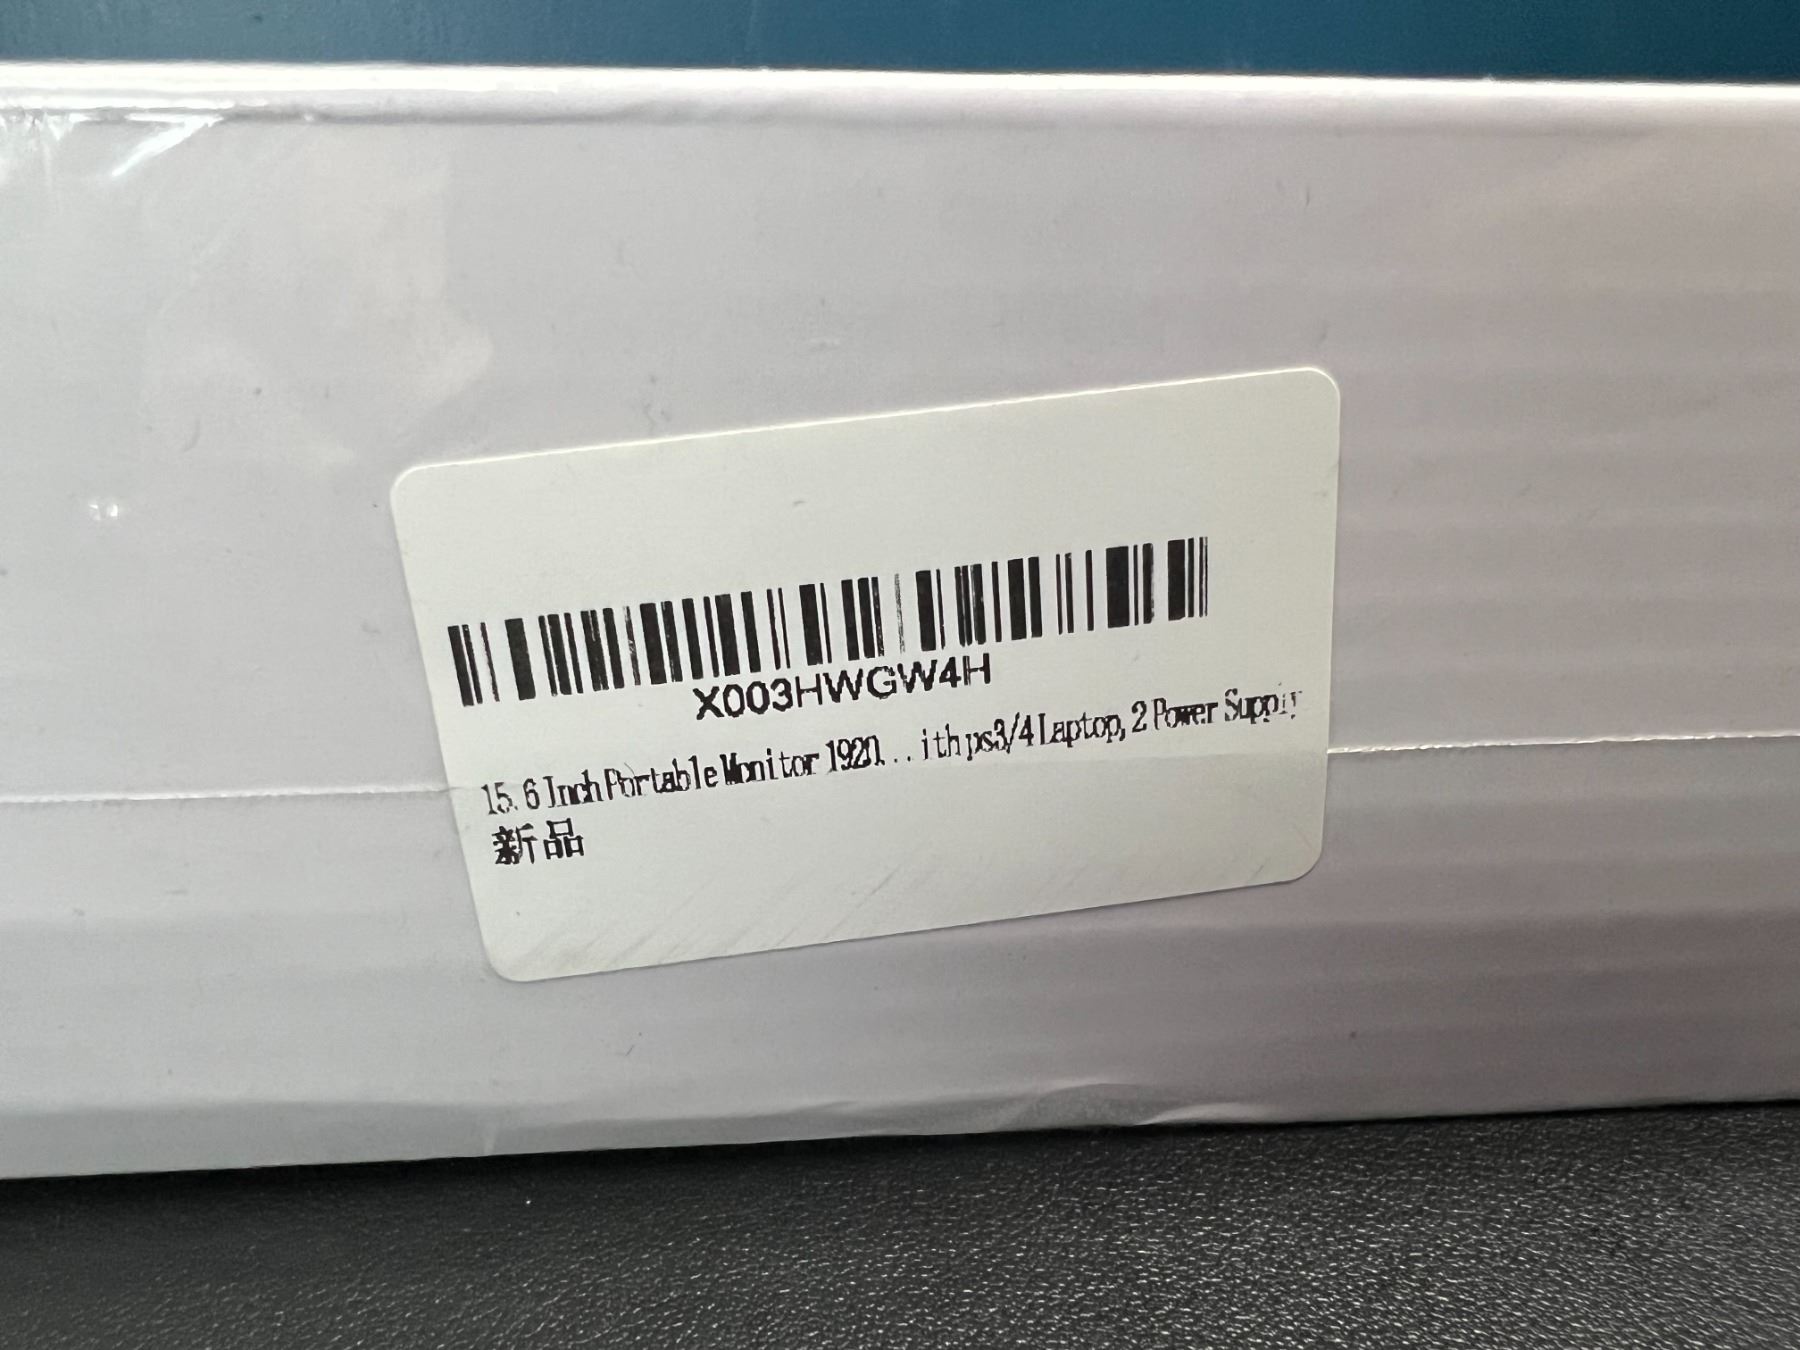 X003HWGW4H
15.6 Inch Portable Monitor 1920...ith ps3/4 Laptop, 2 Power Supply
新品